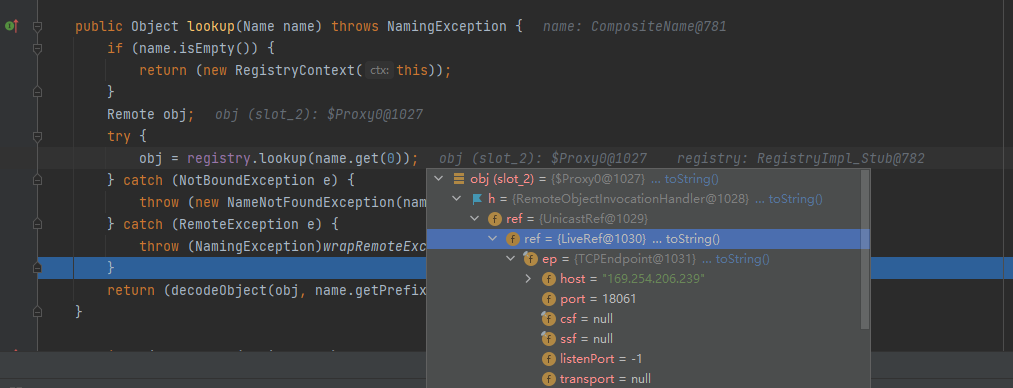 public Object lookup(Name name) throws NamingException {   name: CompositeName@781
if (name.isEmpty()) {
return (new RegistryContext( ctx: this));
}
Remote obj;   obj (slot_2): $Proxy0@1027
try {
obj = registry.lookup(name.get(0));   obj (slot_2): $Proxy0@1027   registry: RegistryImpl_Stub@782
} catch (NotBoundException e) {
throw (new NameNotFoundException(nam
} catch (RemoteException e) {
throw (NamingException)wrapRemoteExc
}
return (decodeObject(obj, name.getPrefix
}
obj (slot_2) = {$Proxy0@1027} ... toString()
h = {RemoteObjectInvocationHandler@1028} ... toString()
ref = {UnicastRef@1029}
ref = {LiveRef@1030} ... toString()
ep = {TCPEndpoint@1031} ... toString()
host = "169.254.206.239"
port = 18061
csf = null
ssf = null
listenPort = -1
transport = null